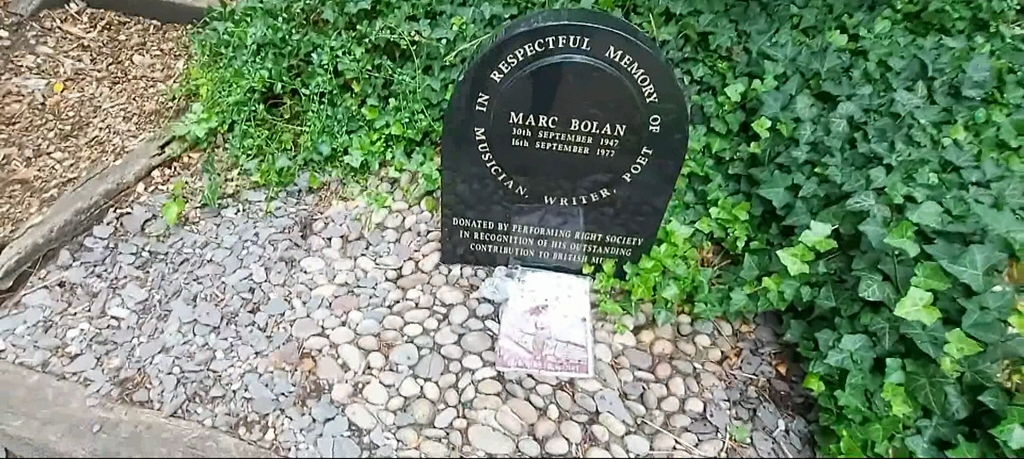 IN RESPECTFUL MEMORY OF
MARC BOLAN
30th SEPTEMBER 1947
16th SEPTEMBER 1977
MUSICIAN, WRITER, POET
DONATED BY PERFORMING RIGHT SOCIETY
IN RECOGNITION OF HIS OUTSTANDING
CONTRIBUTION TO BRITISH